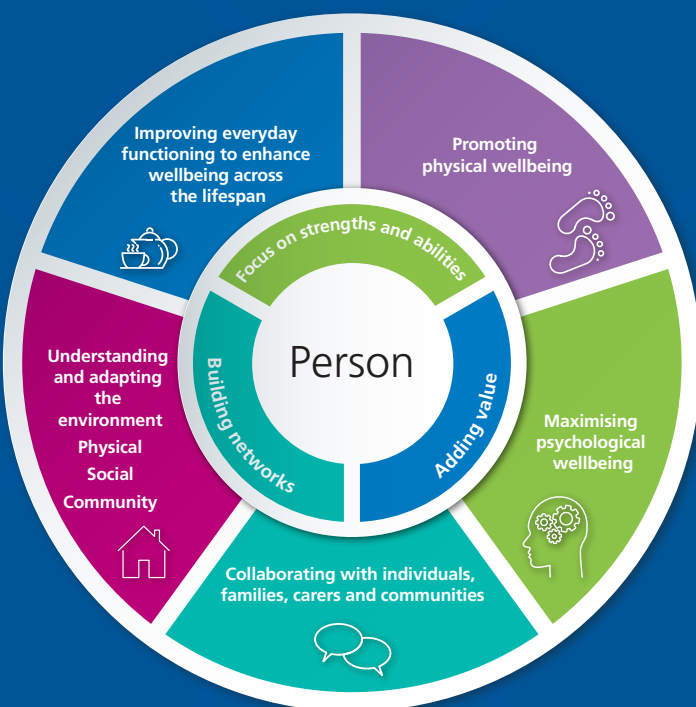 Improving everyday
functioning to enhance
wellbeing across
the lifespan
Promoting
physical wellbeing
Focus on strengths and abilities
Person
Building networks
Adding value
Understanding
and adapting
the
environment
Physical
Social
Community
Maximising
psychological
wellbeing
Collaborating with individuals,
families, carers and communities